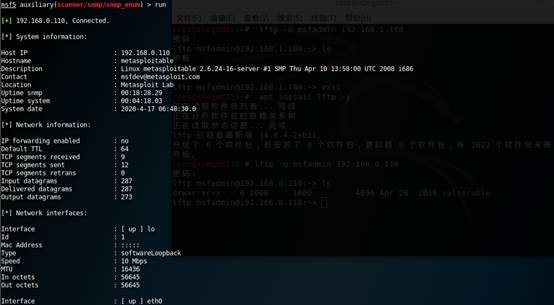 msf5 auxiliary(scanner/snmp/snmp_enum) > run
[+] 192.168.0.110, Connected.
[*] System information:
Host IP : 192.168.0.110
Hostname : metasploitable
Description : Linux metasploitable 2.6.24-16-server #1 SMP Thu Apr 10 13:58:00 UTC 2008 i686
Contact : msfdev@metasploit.com
Location : Metasploit Lab
Uptime snmp : 00:18:28.29
Uptime system : 00:04:18.03
System date : 2020-4-17 06:48:30.0
[*] Network information:
IP forwarding enabled : no
Default TTL : 64
TCP segments received : 9
TCP segments sent : 12
TCP segments retrans : 0
Input datagrams : 287
Delivered datagrams : 287
Output datagrams : 273
[*] Network interfaces:
Interface : [ up ] lo
Id : 1
Mac Address : :::::
Type : softwareLoopback
Speed : 10 Mbps
MTU : 16436
In octets : 56645
Out octets : 56645
Interface : [ up ] eth0
lftp -u msfadmin 192.168.1.180
密码:
lftp msfadmin@192.168.1.180:~> ls
中断
exit
apt install lftp -y
正在读取软件包列表... 完成
正在分析软件包的依赖关系树
正在读取状态信息... 完成
lftp 已经是最新版 (4.8.4-2+b1)。
升级了 0 个软件包,新安装了 0 个软件包,要卸载 0 个软件包,有 2022 个软件包未被
升级。
lftp -u msfadmin 192.168.0.110
密码:
lftp msfadmin@192.168.0.110:~> ls
drwxr-xr-x 6 1000 1000 4096 Apr 28 2010 vulnerable
lftp msfadmin@192.168.0.110:~>